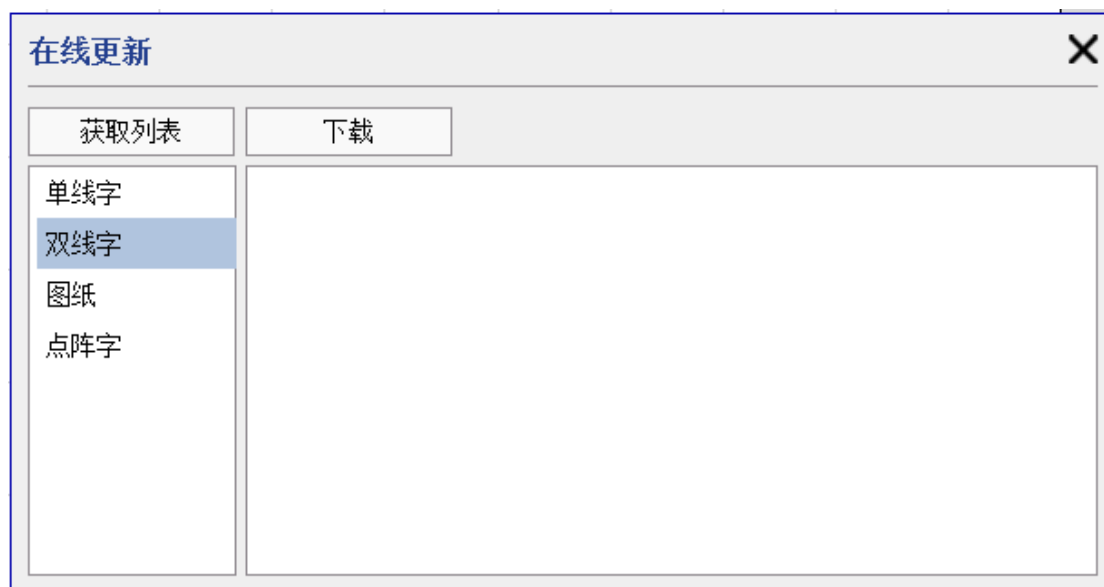 在线更新
获取列表 下载
单线字
双线字
图纸
点阵字